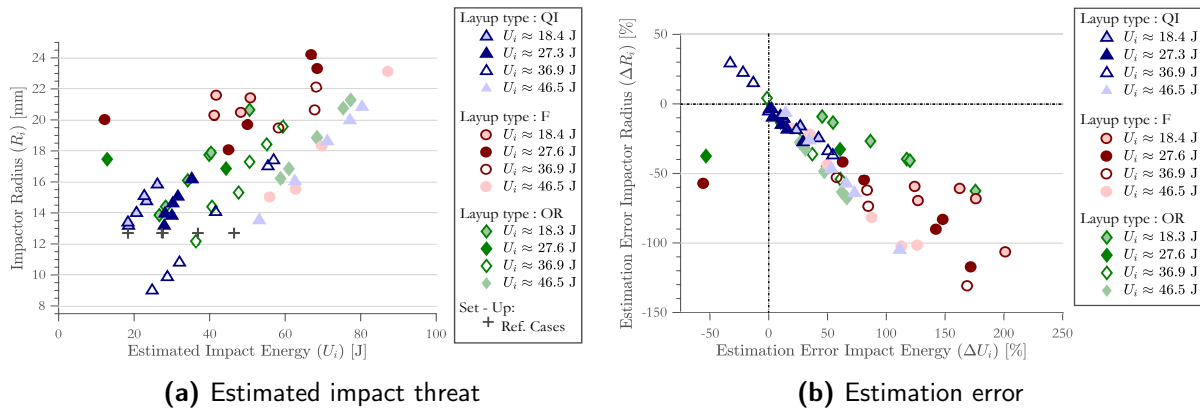 24
22
20
18
16
14
12
10
8
0
20
40
60
80
100
Impactor Radius (R_i) [mm]
Estimated Impact Energy (U_i) [J]
Layup type : QI
U_i ≈ 18.4 J
U_i ≈ 27.3 J
U_i ≈ 36.9 J
U_i ≈ 46.5 J
Layup type : F
U_i ≈ 18.4 J
U_i ≈ 27.6 J
U_i ≈ 36.9 J
U_i ≈ 46.5 J
Layup type : OR
U_i ≈ 18.3 J
U_i ≈ 27.6 J
U_i ≈ 36.9 J
U_i ≈ 46.5 J
Set - Up:
Ref. Cases
(a) Estimated impact threat
50
0
-50
-100
-150
-50
0
50
100
150
200
250
Estimation Error Impactor Radius (ΔR_i) [%]
Estimation Error Impact Energy (ΔU_i) [%]
Layup type : QI
U_i ≈ 18.4 J
U_i ≈ 27.3 J
U_i ≈ 36.9 J
U_i ≈ 46.5 J
Layup type : F
U_i ≈ 18.4 J
U_i ≈ 27.6 J
U_i ≈ 36.9 J
U_i ≈ 46.5 J
Layup type : OR
U_i ≈ 18.3 J
U_i ≈ 27.6 J
U_i ≈ 36.9 J
U_i ≈ 46.5 J
(b) Estimation error